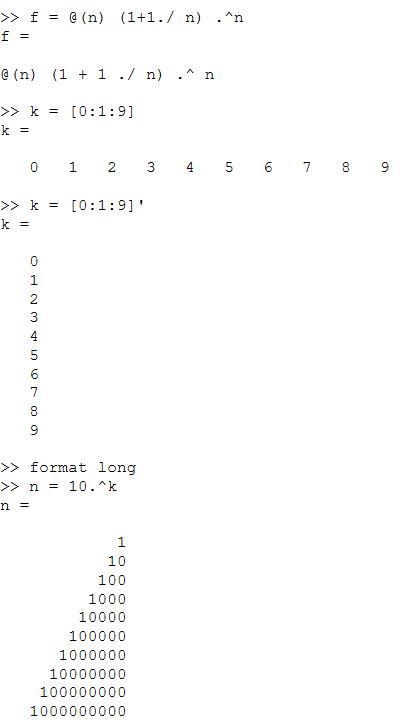 >> f = @(n) (1+1./ n) .^n
f =
@(n) (1 + 1 ./ n) .^ n
>> k = [0:1:9]
k =
0 1 2 3 4 5 6 7 8 9
>> k = [0:1:9]'
k =
0
1
2
3
4
5
6
7
8
9
>> format long
>> n = 10.^k
n =
1
10
100
1000
10000
100000
1000000
10000000
100000000
1000000000